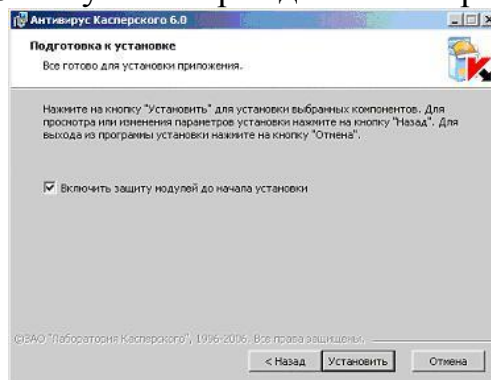 Антивирус Касперского 6.0
Подготовка к установке
Все готово для установки приложения.
Нажмите на кнопку "Установить" для установки выбранных компонентов. Для
просмотра или изменения параметров установки нажмите на кнопку "Назад". Для
выхода из программы установки нажмите на кнопку "Отмена".
Включить защиту модулей до начала установки
©ЗАО "Лаборатория Касперского", 1996-2006. Все права защищены.
< Назад Установить Отмена